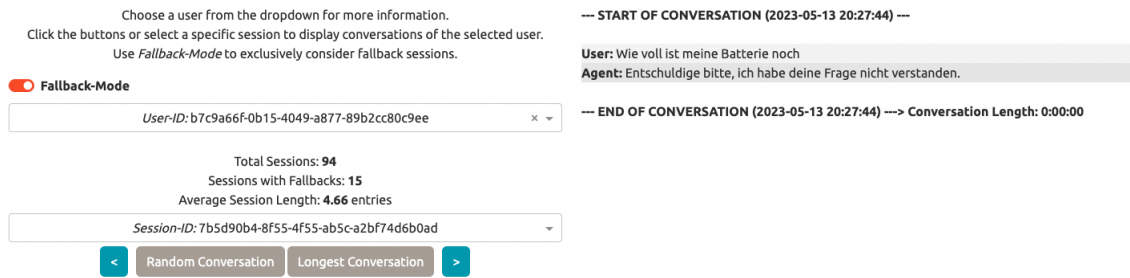 Choose a user from the dropdown for more information.
Click the buttons or select a specific session to display conversations of the selected user.
Use Fallback-Mode to exclusively consider fallback sessions.
Fallback-Mode
User-ID: b7c9a66f-0b15-4049-a877-89b2cc80c9ee ×
Total Sessions: 94
Sessions with Fallbacks: 15
Average Session Length: 4.66 entries
Session-ID: 7b5d90b4-8f55-4f55-ab5c-a2bf74d6b0ad
< Random Conversation Longest Conversation >
--- START OF CONVERSATION (2023-05-13 20:27:44) ---
User: Wie voll ist meine Batterie noch
Agent: Entschuldige bitte, ich habe deine Frage nicht verstanden.
--- END OF CONVERSATION (2023-05-13 20:27:44) ---> Conversation Length: 0:00:00